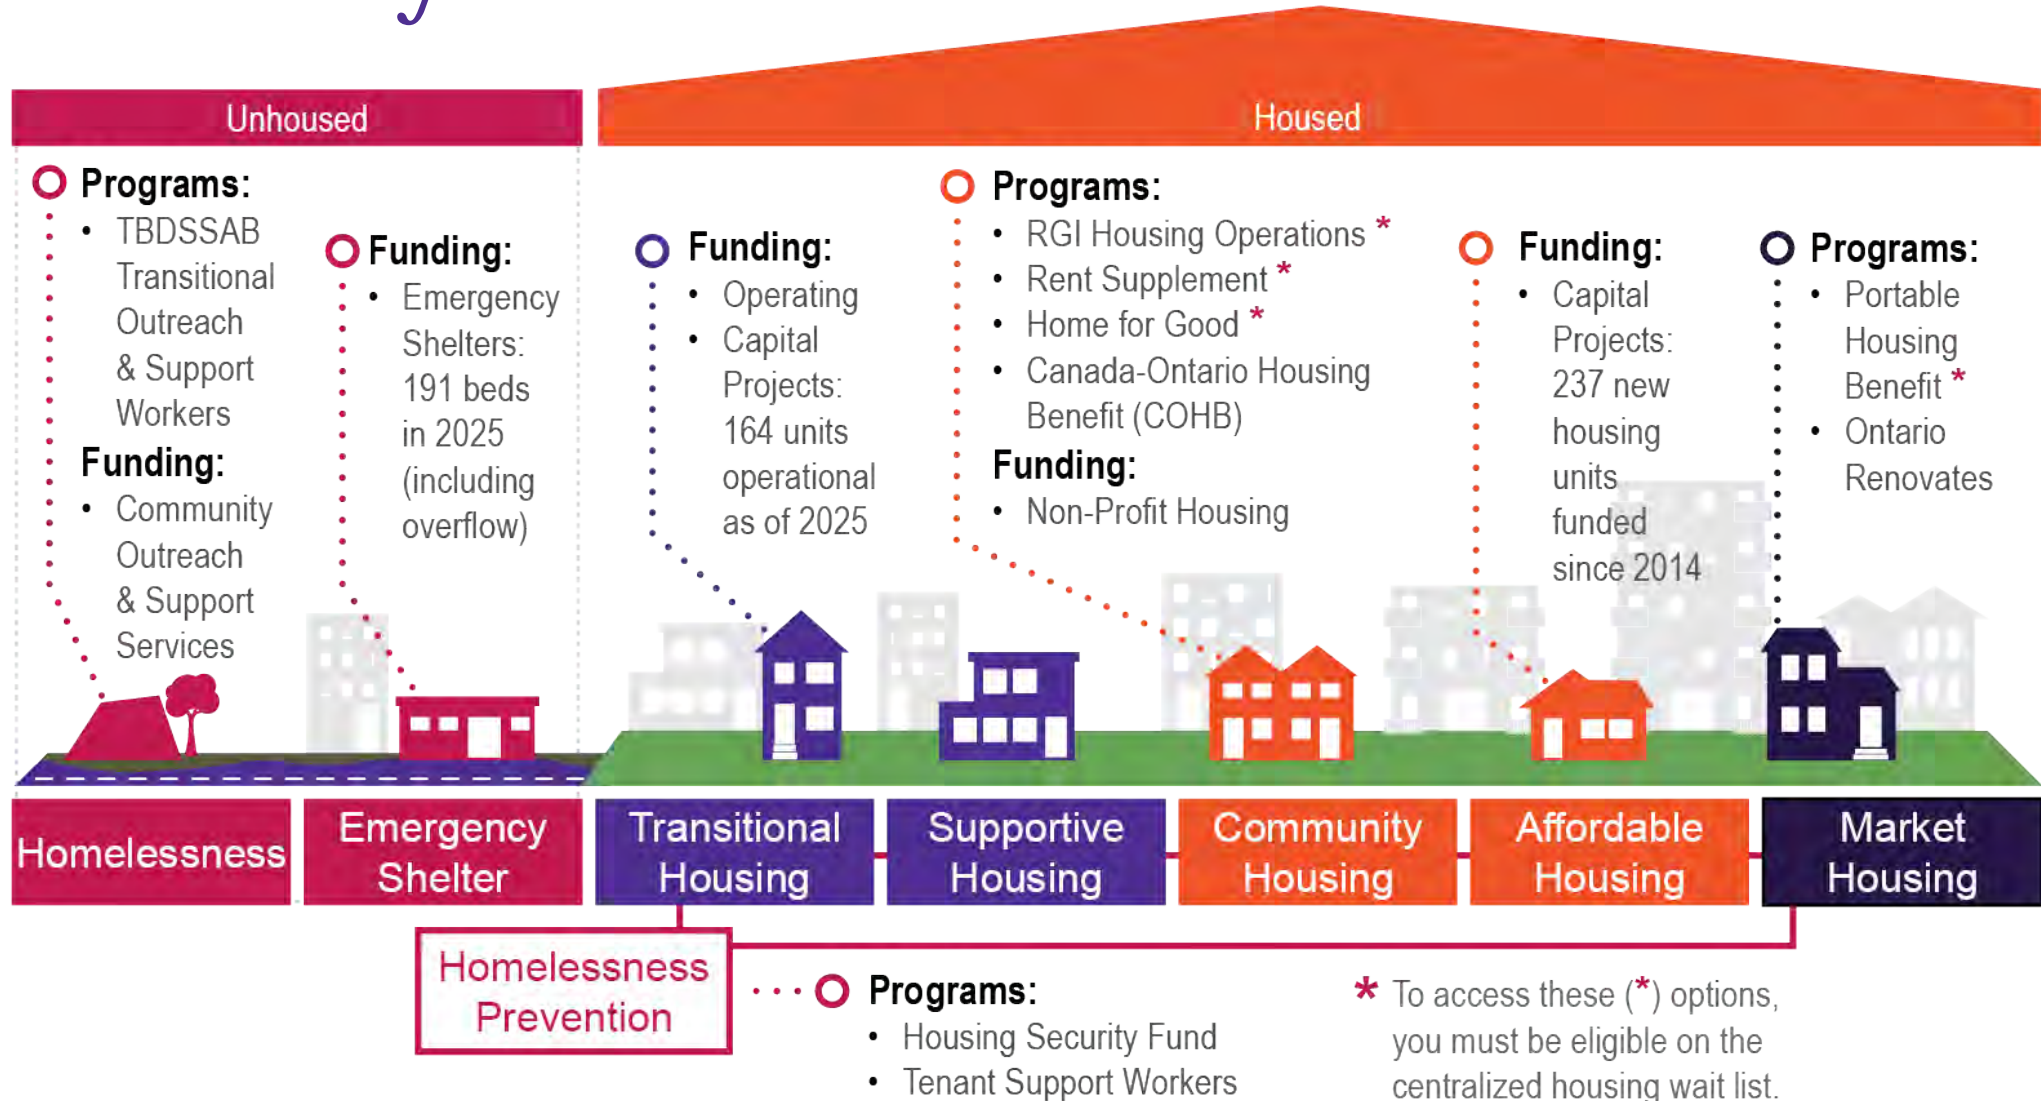 Unhoused
Housed
Programs:
• TBDSSAB
Transitional
Outreach
& Support
Workers
Funding:
• Community
Outreach
& Support
Services
Funding:
• Emergency
Shelters:
191 beds
in 2025
(including
overflow)
Funding:
• Operating
• Capital
Projects:
164 units
operational
as of 2025
Programs:
• RGI Housing Operations *
• Rent Supplement *
• Home for Good *
• Canada-Ontario Housing
Benefit (COHB)
Funding:
• Non-Profit Housing
Funding:
• Capital
Projects:
237 new
housing
units
funded
since 2014
Programs:
• Portable
Housing
Benefit *
• Ontario
Renovates
Homelessness
Emergency
Shelter
Transitional
Housing
Supportive
Housing
Community
Housing
Affordable
Housing
Market
Housing
Homelessness
Prevention
Programs:
• Housing Security Fund
• Tenant Support Workers
* To access these (*) options,
you must be eligible on the
centralized housing wait list.